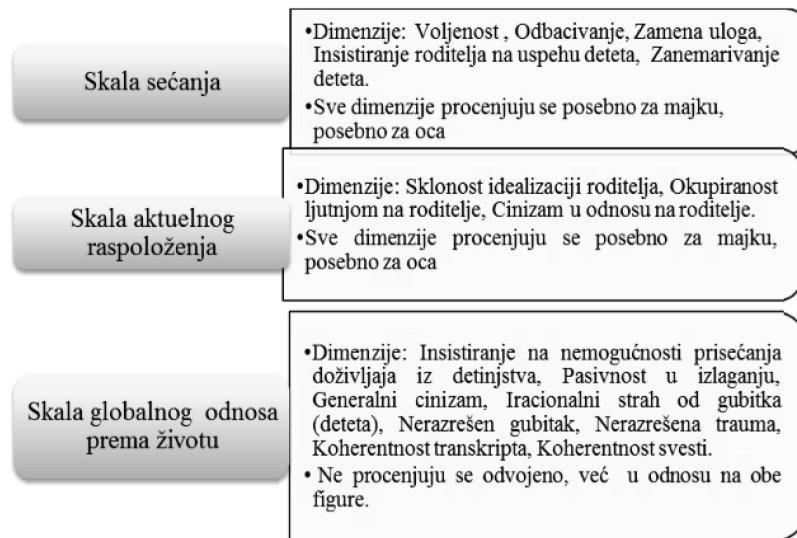 Skala sećanja
•Dimenzije: Voljenost , Odbacivanje, Zamena uloga,
Insistiranje roditelja na uspehu deteta, Zanemarivanje
deteta.
•Sve dimenzije procenjuju se posebno za majku,
posebno za oca
Skala aktuelnog
raspoloženja
•Dimenzije: Sklonost idealizaciji roditelja, Okupiranost
ljutnjom na roditelje, Cinizam u odnosu na roditelje.
•Sve dimenzije procenjuju se posebno za majku,
posebno za oca
Skala globalnog odnosa
prema životu
•Dimenzije: Insistiranje na nemogućnosti prisećanja
doživljaja iz detinjstva, Pasivnost u izlaganju,
Generalni cinizam, Iracionalni strah od gubitka
(deteta), Nerazrešen gubitak, Nerazrešena trauma,
Koherentnost transkripta, Koherentnost svesti.
• Ne procenjuju se odvojeno, već u odnosu na obe
figure.